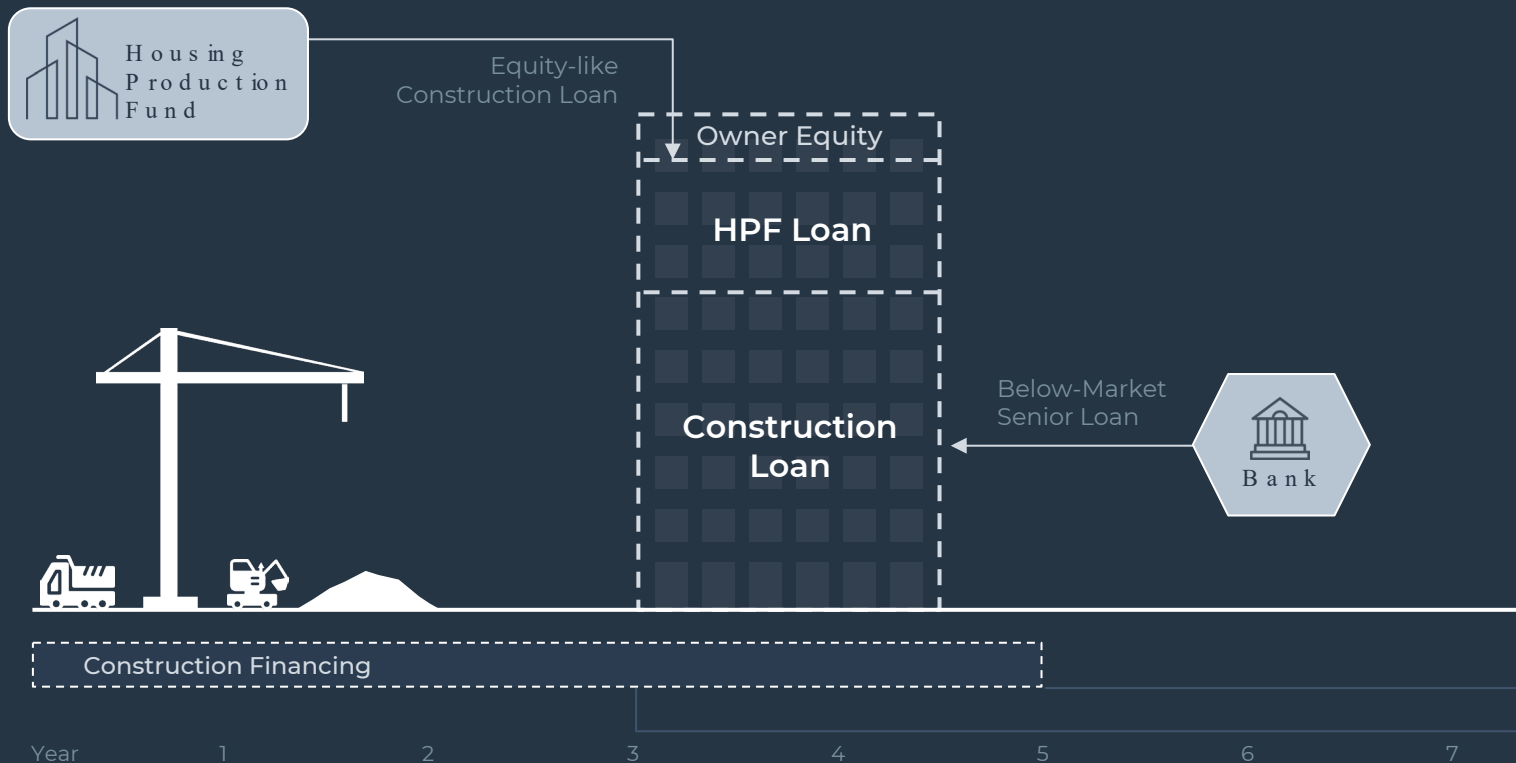 Housing
Production
Fund
Equity-like
Construction Loan
Owner Equity
HPF Loan
Construction
Loan
Below-Market
Senior Loan
Bank
Construction Financing
Year 1 2 3 4 5 6 7